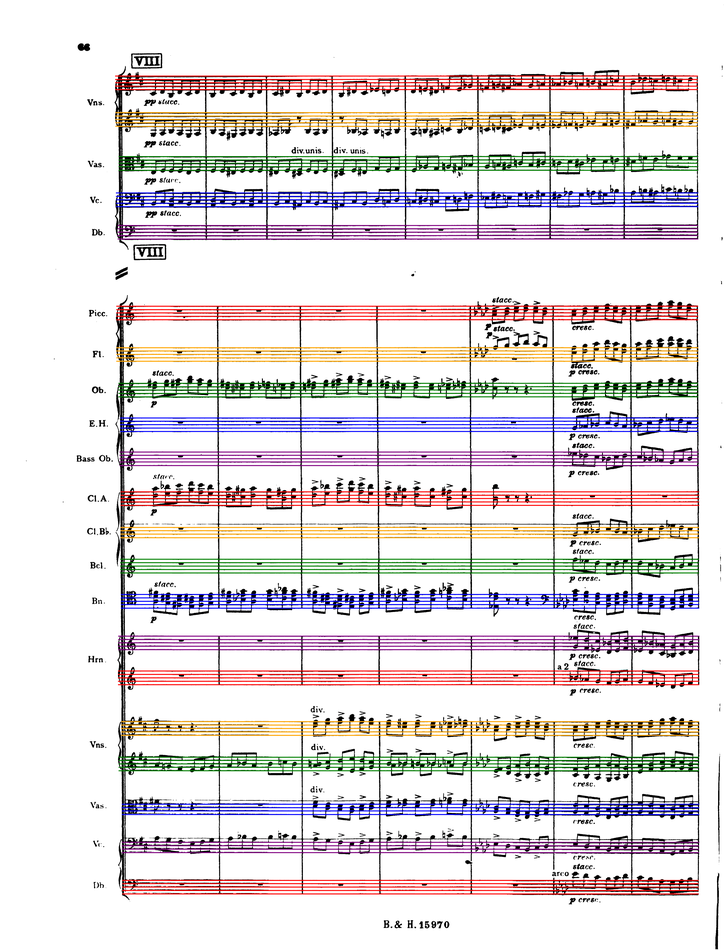 66
VIII
Vns.
pp stacc.
pp stacc.
div. unis. div. unis.
Vas.
pp stacc.
Vc.
pp stacc.
Db.
VIII
Picc.
stacc.
p stacc.
cresc.
Fl.
p
stacc.
p cresc.
Ob.
stacc.
p
cresc.
E.H.
stacc.
p cresc.
Bass Ob.
stacc.
p cresc.
Cl.A.
stacc.
p
Cl.Bb.
stacc.
p cresc.
Bcl.
stacc.
p cresc.
Bn.
stacc.
p
cresc.
Hrn.
stacc.
p cresc.
a 2 stacc.
p cresc.
Vns.
div.
cresc.
div.
cresc.
Vas.
div.
cresc.
Vc.
cresc.
Db
arco
stacc.
p cresc.
B. & H. 15970